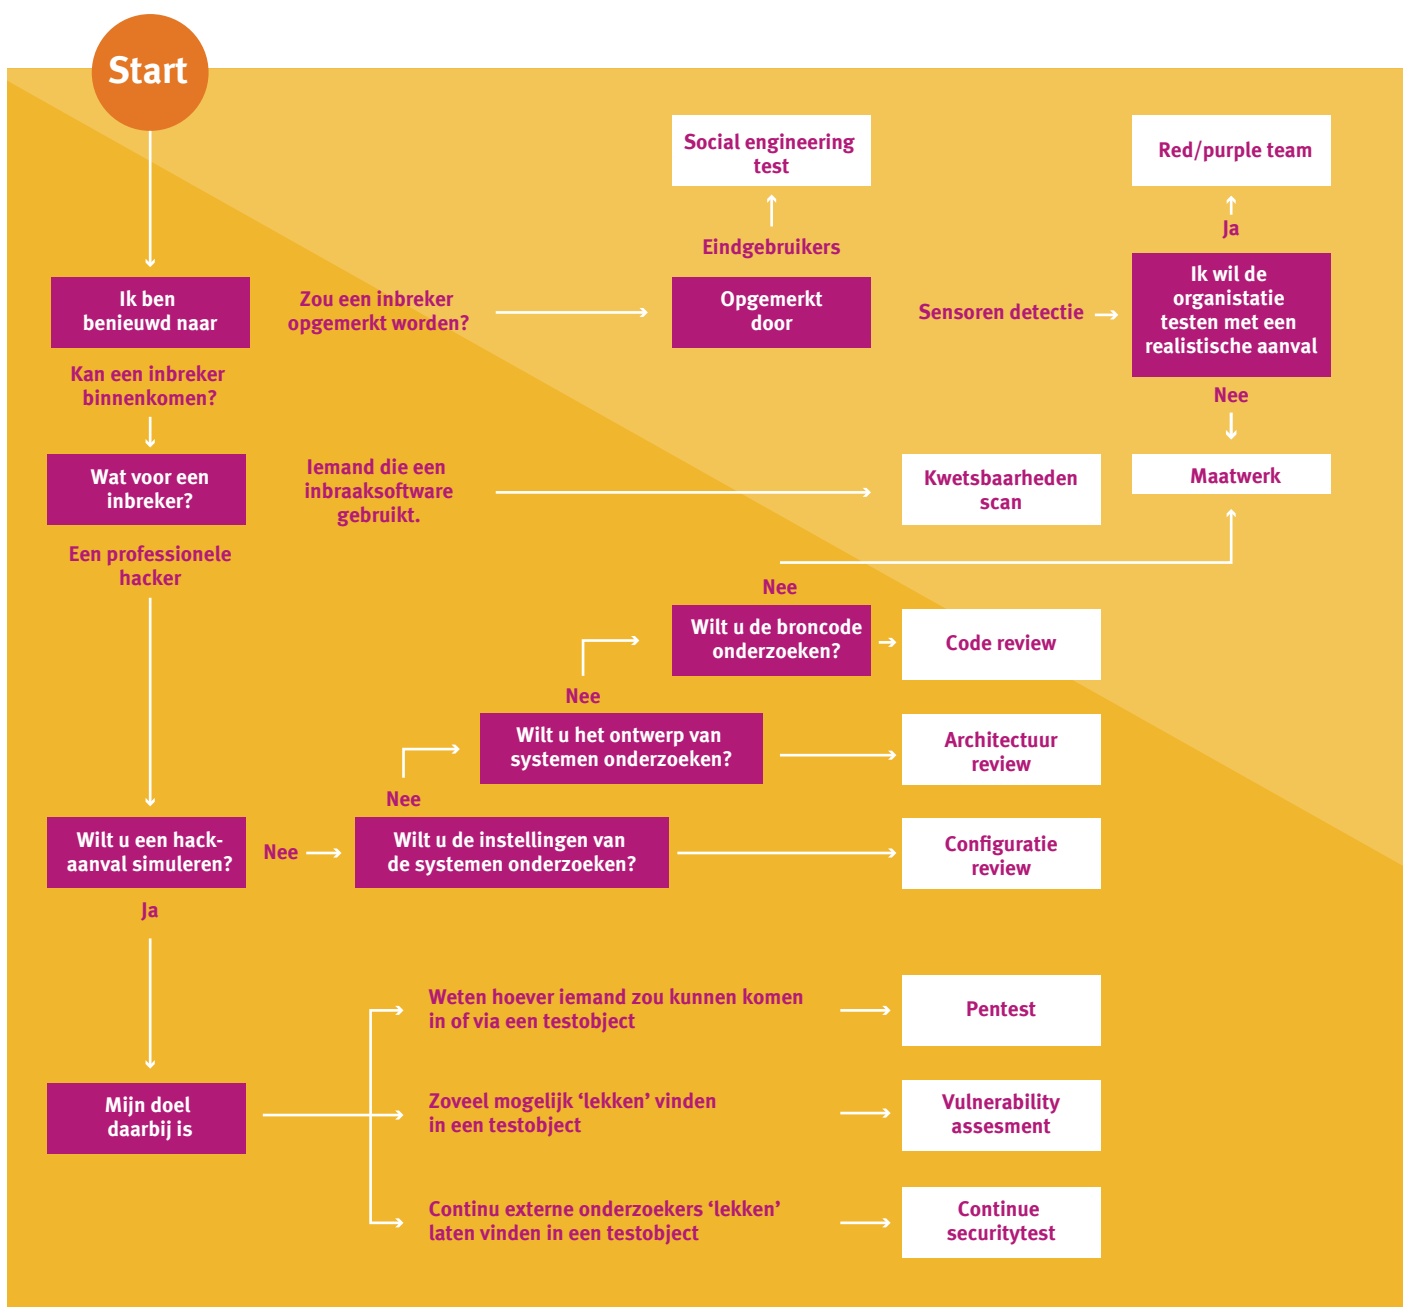 Start
Social engineering
test
Red/purple team
Eindgebruikers
Ja
Ik ben
benieuwd naar
Zou een inbreker
opgemerkt worden?
Opgemerkt
door
Sensoren detectie
Ik wil de
organistatie
testen met een
realistische aanval
Kan een inbreker
binnenkomen?
Nee
Wat voor een
inbreker?
Iemand die een
inbraaksoftware
gebruikt.
Kwetsbaarheden
scan
Maatwerk
Een professionele
hacker
Nee
Wilt u de broncode
onderzoeken?
Code review
Nee
Wilt u het ontwerp van
systemen onderzoeken?
Architectuur
review
Nee
Wilt u een hack-
aanval simuleren?
Nee
Wilt u de instellingen van
de systemen onderzoeken?
Configuratie
review
Ja
Weten hoever iemand zou kunnen komen
in of via een testobject
Pentest
Mijn doel
daarbij is
Zoveel mogelijk ‘lekken’ vinden
in een testobject
Vulnerability
assesment
Continu externe onderzoekers ‘lekken’
laten vinden in een testobject
Continue
securitytest